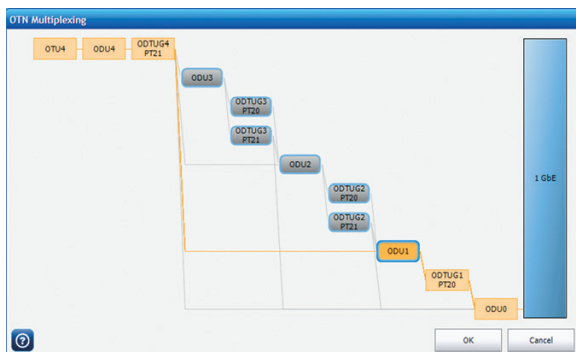 OTN Multiplexing
OTU4
ODU4
ODTUG4
PT21
ODU3
ODTUG3
PT20
ODTUG3
PT21
ODU2
ODTUG2
PT20
ODTUG2
PT21
ODU1
ODTUG1
PT20
ODU0
1 GbE
?
OK
Cancel